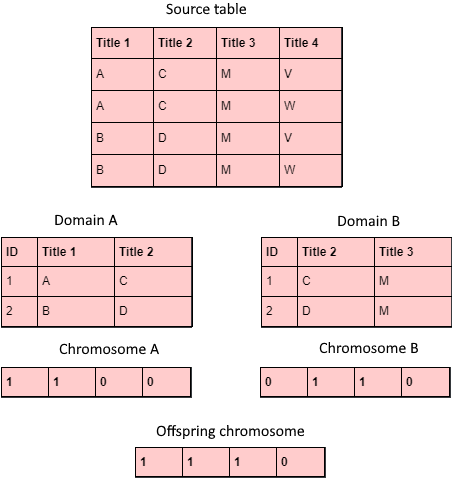 Source table
Title 1 Title 2 Title 3 Title 4
A C M V
A C M W
B D M V
B D M W
Domain A Domain B
ID Title 1 Title 2 ID Title 2 Title 3
1 A C 1 C M
2 B D 2 D M
Chromosome A Chromosome B
1 1 0 0 0 1 1 0
Offspring chromosome
1 1 1 0